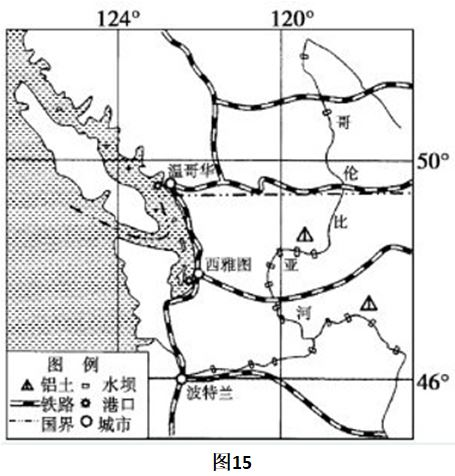 124° 120°
温哥华
哥
伦
比
亚
河
50°
西雅图
46°
波特兰
图 例
铝土 水坝
铁路 港口
国界 城市
图15